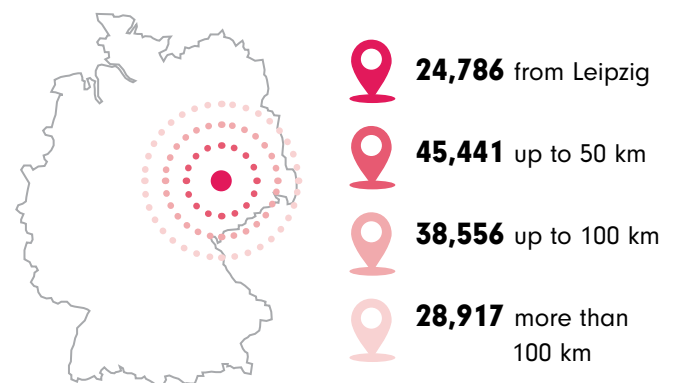 24,786 from Leipzig
45,441 up to 50 km
38,556 up to 100 km
28,917 more than
100 km